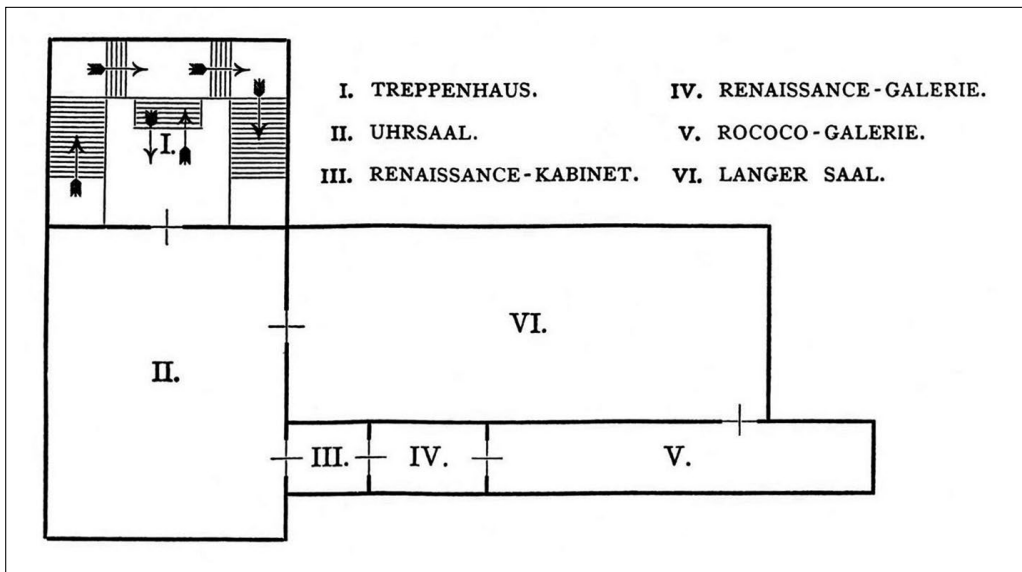 I. TREPPENHAUS.
II. UHRSAAL.
III. RENAISSANCE-KABINET.
IV. RENAISSANCE-GALERIE.
V. ROCOCO-GALERIE.
VI. LANGER SAAL.
I.
VI.
II.
III.
IV.
V.